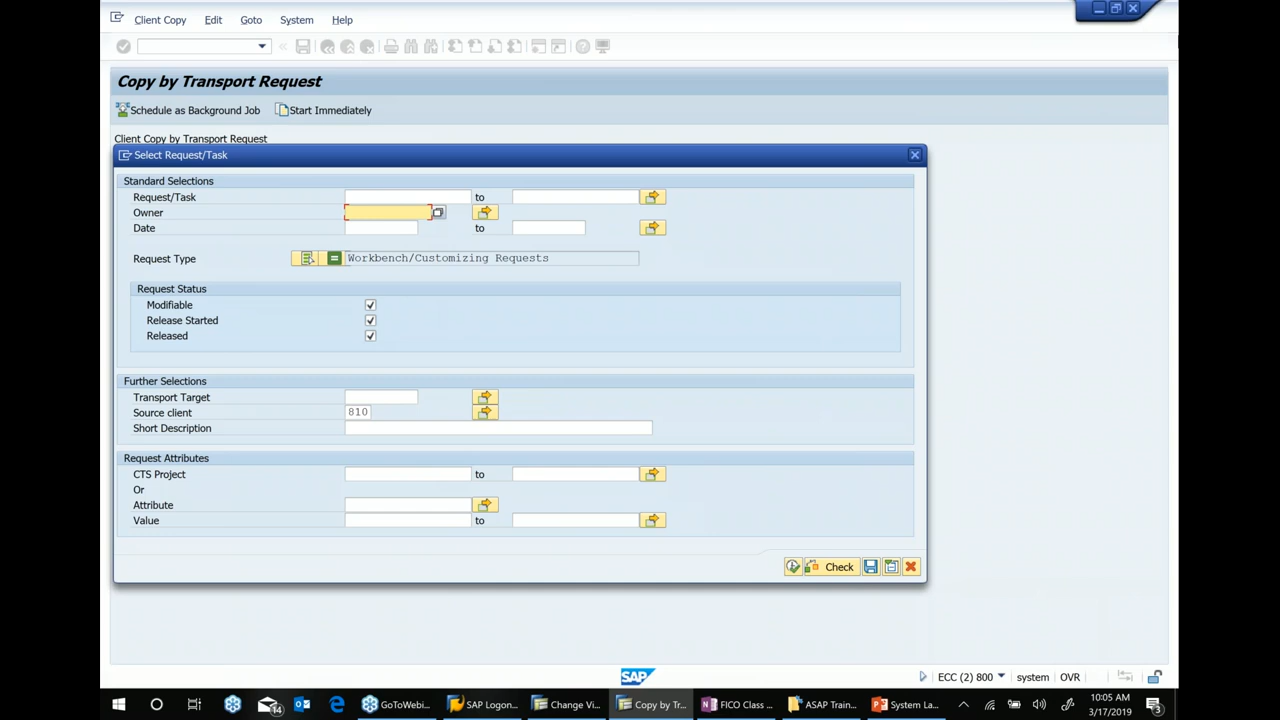 Client Copy Edit Goto System Help
Copy by Transport Request
Schedule as Background Job Start Immediately
Client Copy by Transport Request
Select Request/Task
Standard Selections
Request/Task to
Owner
Date to
Request Type Workbench/Customizing Requests
Request Status
Modifiable
Release Started
Released
Further Selections
Transport Target
Source client 810
Short Description
Request Attributes
CTS Project to
Or
Attribute
Value to
Check
SAP
ECC (2) 800 system OVR
14 GoToWebi... SAP Logon... Change Vi... Copy by Tr... FICO Class ... ASAP Train... System La... 10:05 AM
3/17/2019 3